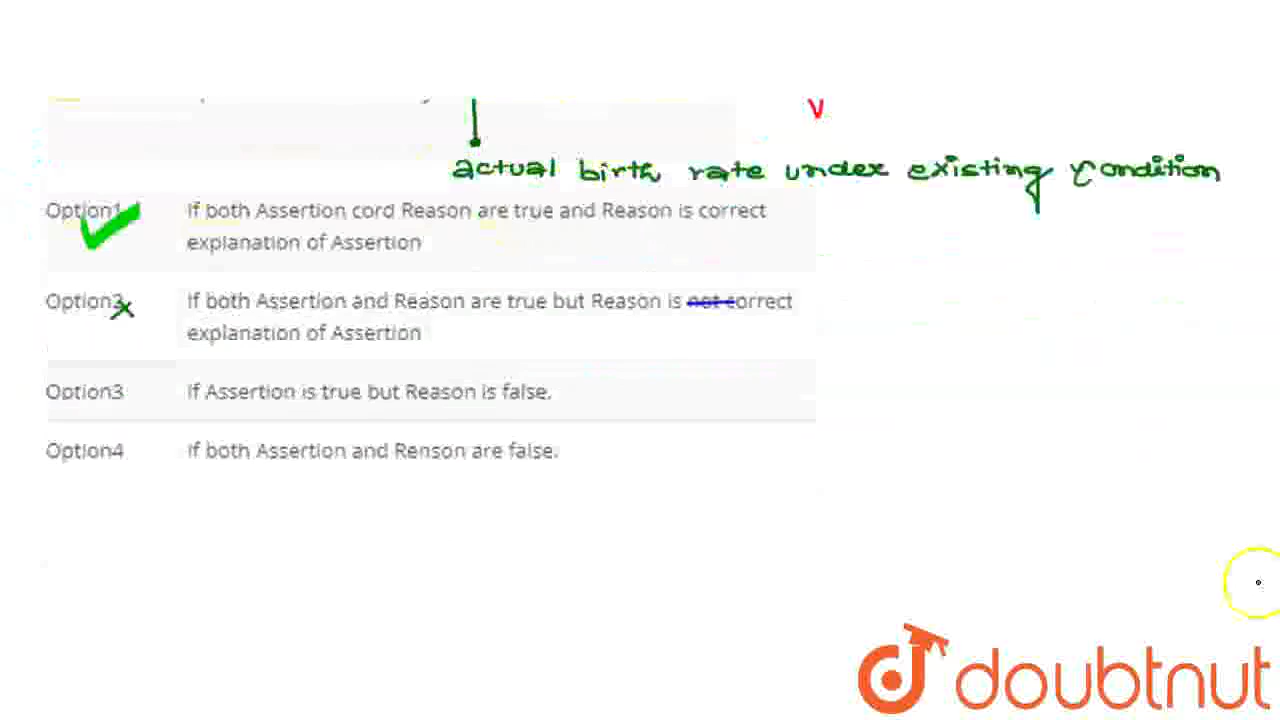 v
actual birth rate under existing condition
Option1 If both Assertion cord Reason are true and Reason is correct
explanation of Assertion
Option2 If both Assertion and Reason are true but Reason is not correct
explanation of Assertion
Option3 If Assertion is true but Reason is false.
Option4 If both Assertion and Renson are false.
doubtnut